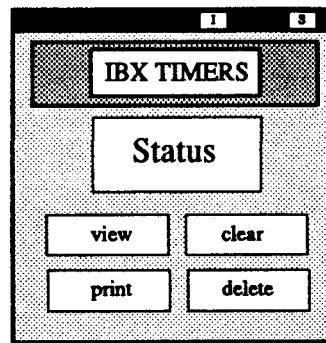 I S
IBX TIMERS
Status
view clear
print delete